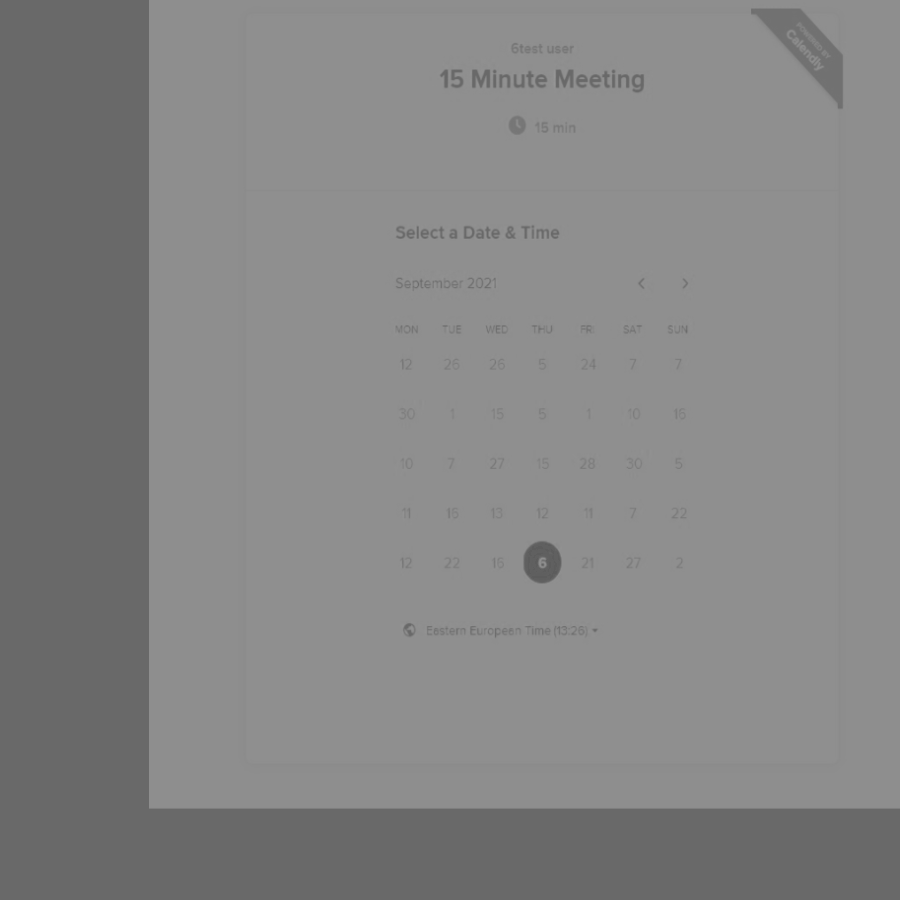 POWERED BY
Calendly
6test user
15 Minute Meeting
15 min
Select a Date & Time
September 2021
MON TUE WED THU FRI SAT SUN
12 26 26 5 24 7 7
30 1 15 5 1 10 16
10 7 27 15 28 30 5
11 16 13 12 11 7 22
12 22 15 6 21 27 2
Eastern European Time (13:26)